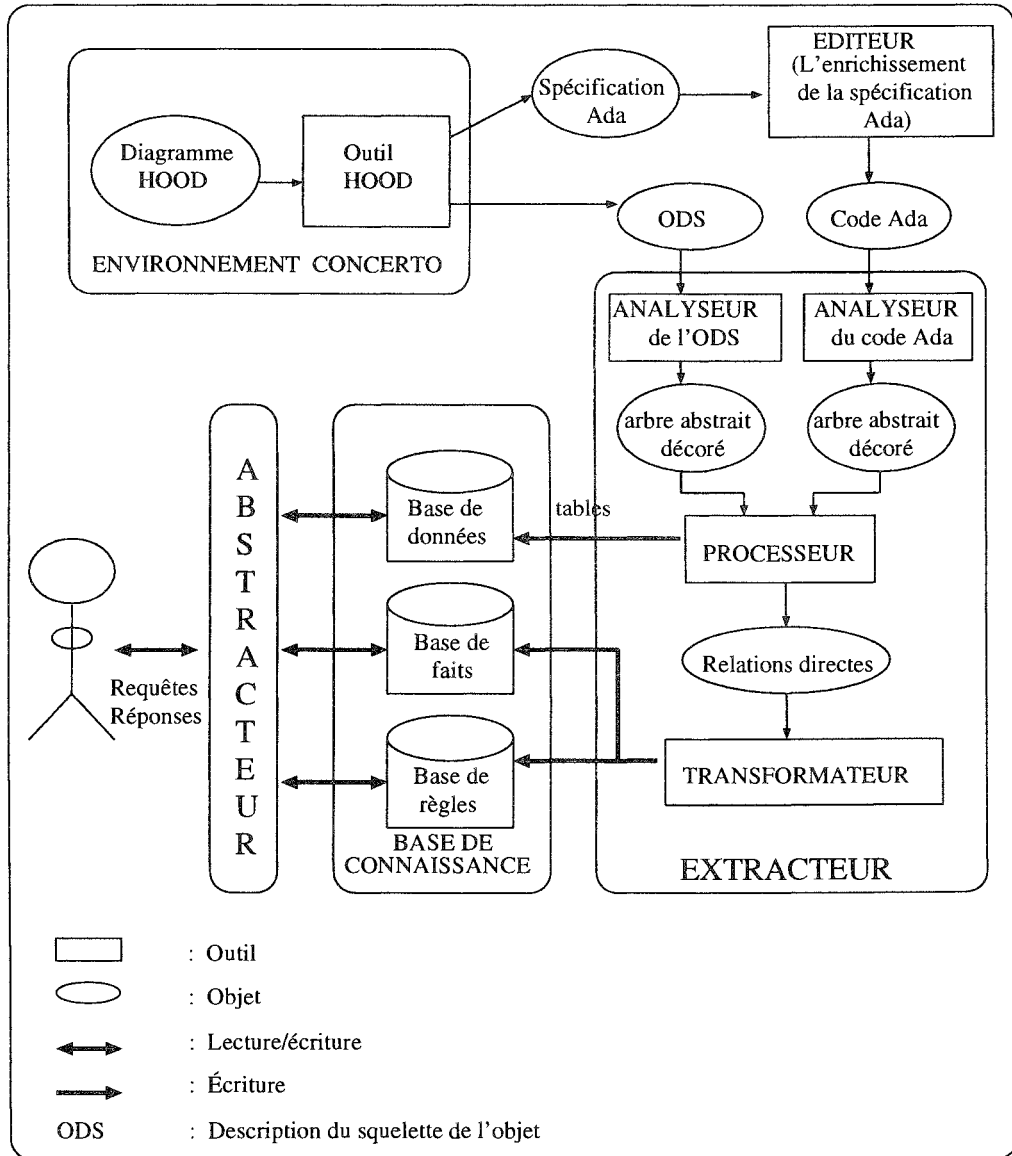 EDITEUR
(L'enrichissement
de la spécification
Ada)
Spécification
Ada
Diagramme
HOOD
Outil
HOOD
ENVIRONNEMENT CONCERTO
ODS
Code Ada
ANALYSEUR
de l'ODS
ANALYSEUR
du code Ada
arbre abstrait
décoré
arbre abstrait
décoré
A
B
S
T
R
A
C
T
E
U
R
Base de
données
tables
PROCESSEUR
Base de
faits
Relations directes
Requêtes
Réponses
Base de
règles
TRANSFORMATEUR
BASE DE
CONNAISSANCE
EXTRACTEUR
: Outil
: Objet
: Lecture/écriture
: Écriture
ODS : Description du squelette de l'objet